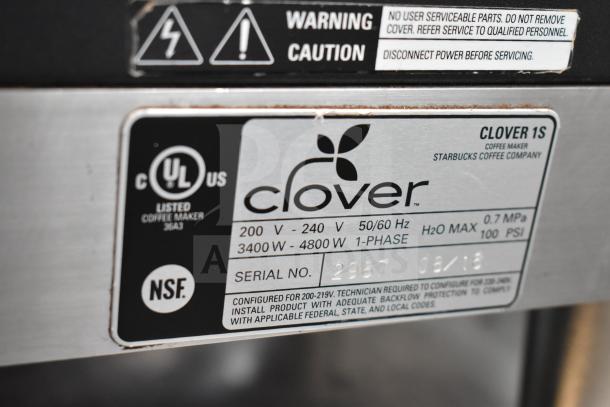 WARNING
CAUTION
NO USER SERVICEABLE PARTS. DO NOT REMOVE
COVER. REFER SERVICE TO QUALIFIED PERSONNEL.
DISCONNECT POWER BEFORE SERVICING.
C UL US
LISTED
COFFEE MAKER
36A3
NSF.
clover™
CLOVER 1S
COFFEE MAKER
STARBUCKS COFFEE COMPANY
200 V - 240 V 50/60 Hz
3400 W - 4800 W 1-PHASE
H2O MAX 0.7 MPa
100 PSI
SERIAL NO. 2967 08/18
CONFIGURED FOR 200-219V. TECHNICIAN REQUIRED TO CONFIGURE FOR 220-240V.
INSTALL PRODUCT WITH ADEQUATE BACKFLOW PROTECTION TO COMPLY
WITH APPLICABLE FEDERAL, STATE, AND LOCAL CODES.